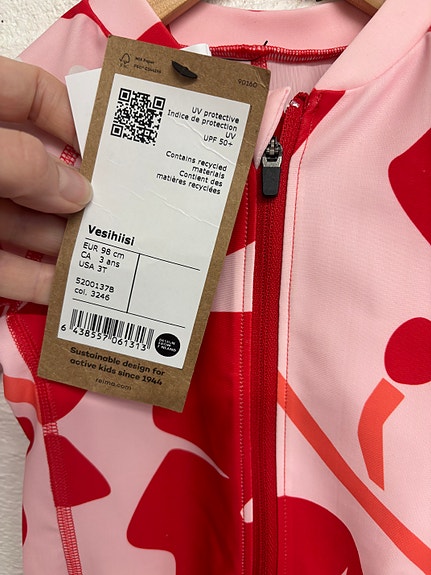 90160
UV protective
Indice de protection
UV
UPF 50+
Contains recycled
materials
Contient des
matières recyclées
Vesihiisi
EUR 98 cm
CA 3 ans
USA 3T
5200137B
col. 3246
6 438557 061313
Sustainable design for
active kids since 1944
reima.com